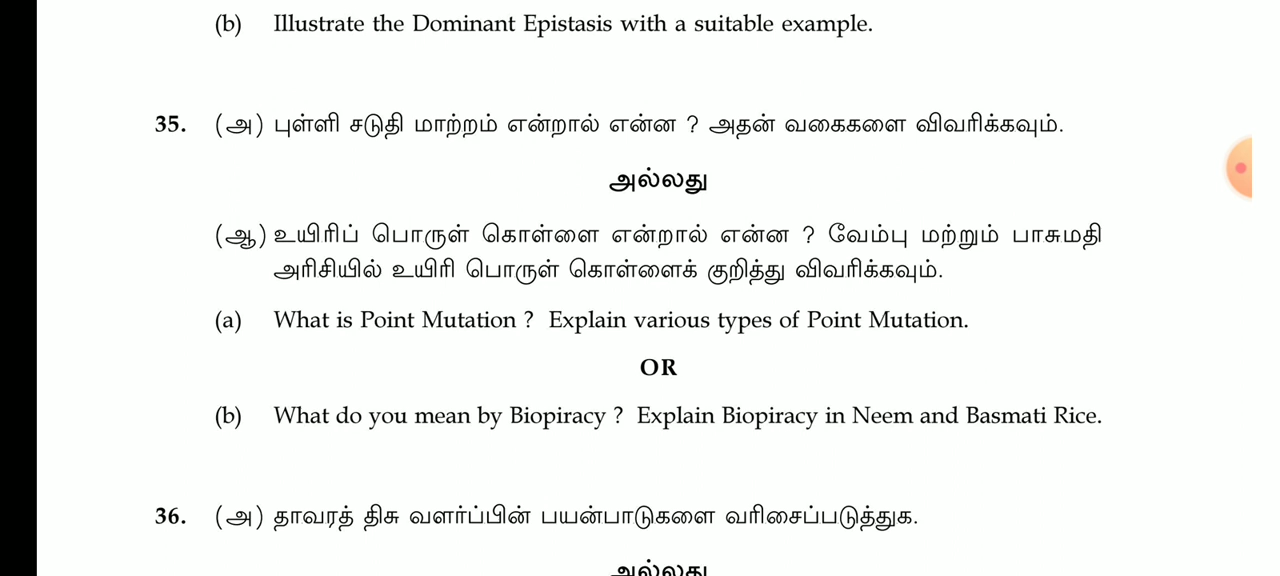 (b) Illustrate the Dominant Epistasis with a suitable example.
35. (அ) புள்ளி சடுதி மாற்றம் என்றால் என்ன ? அதன் வகைகளை விவரிக்கவும்.
அல்லது
(ஆ) உயிரிப் பொருள் கொள்ளை என்றால் என்ன ? வேம்பு மற்றும் பாசுமதி
அரிசியில் உயிரி பொருள் கொள்ளைக் குறித்து விவரிக்கவும்.
(a) What is Point Mutation ? Explain various types of Point Mutation.
OR
(b) What do you mean by Biopiracy ? Explain Biopiracy in Neem and Basmati Rice.
36. (அ) தாவரத் திசு வளர்ப்பின் பயன்பாடுகளை வரிசைப்படுத்துக.
அல்லது